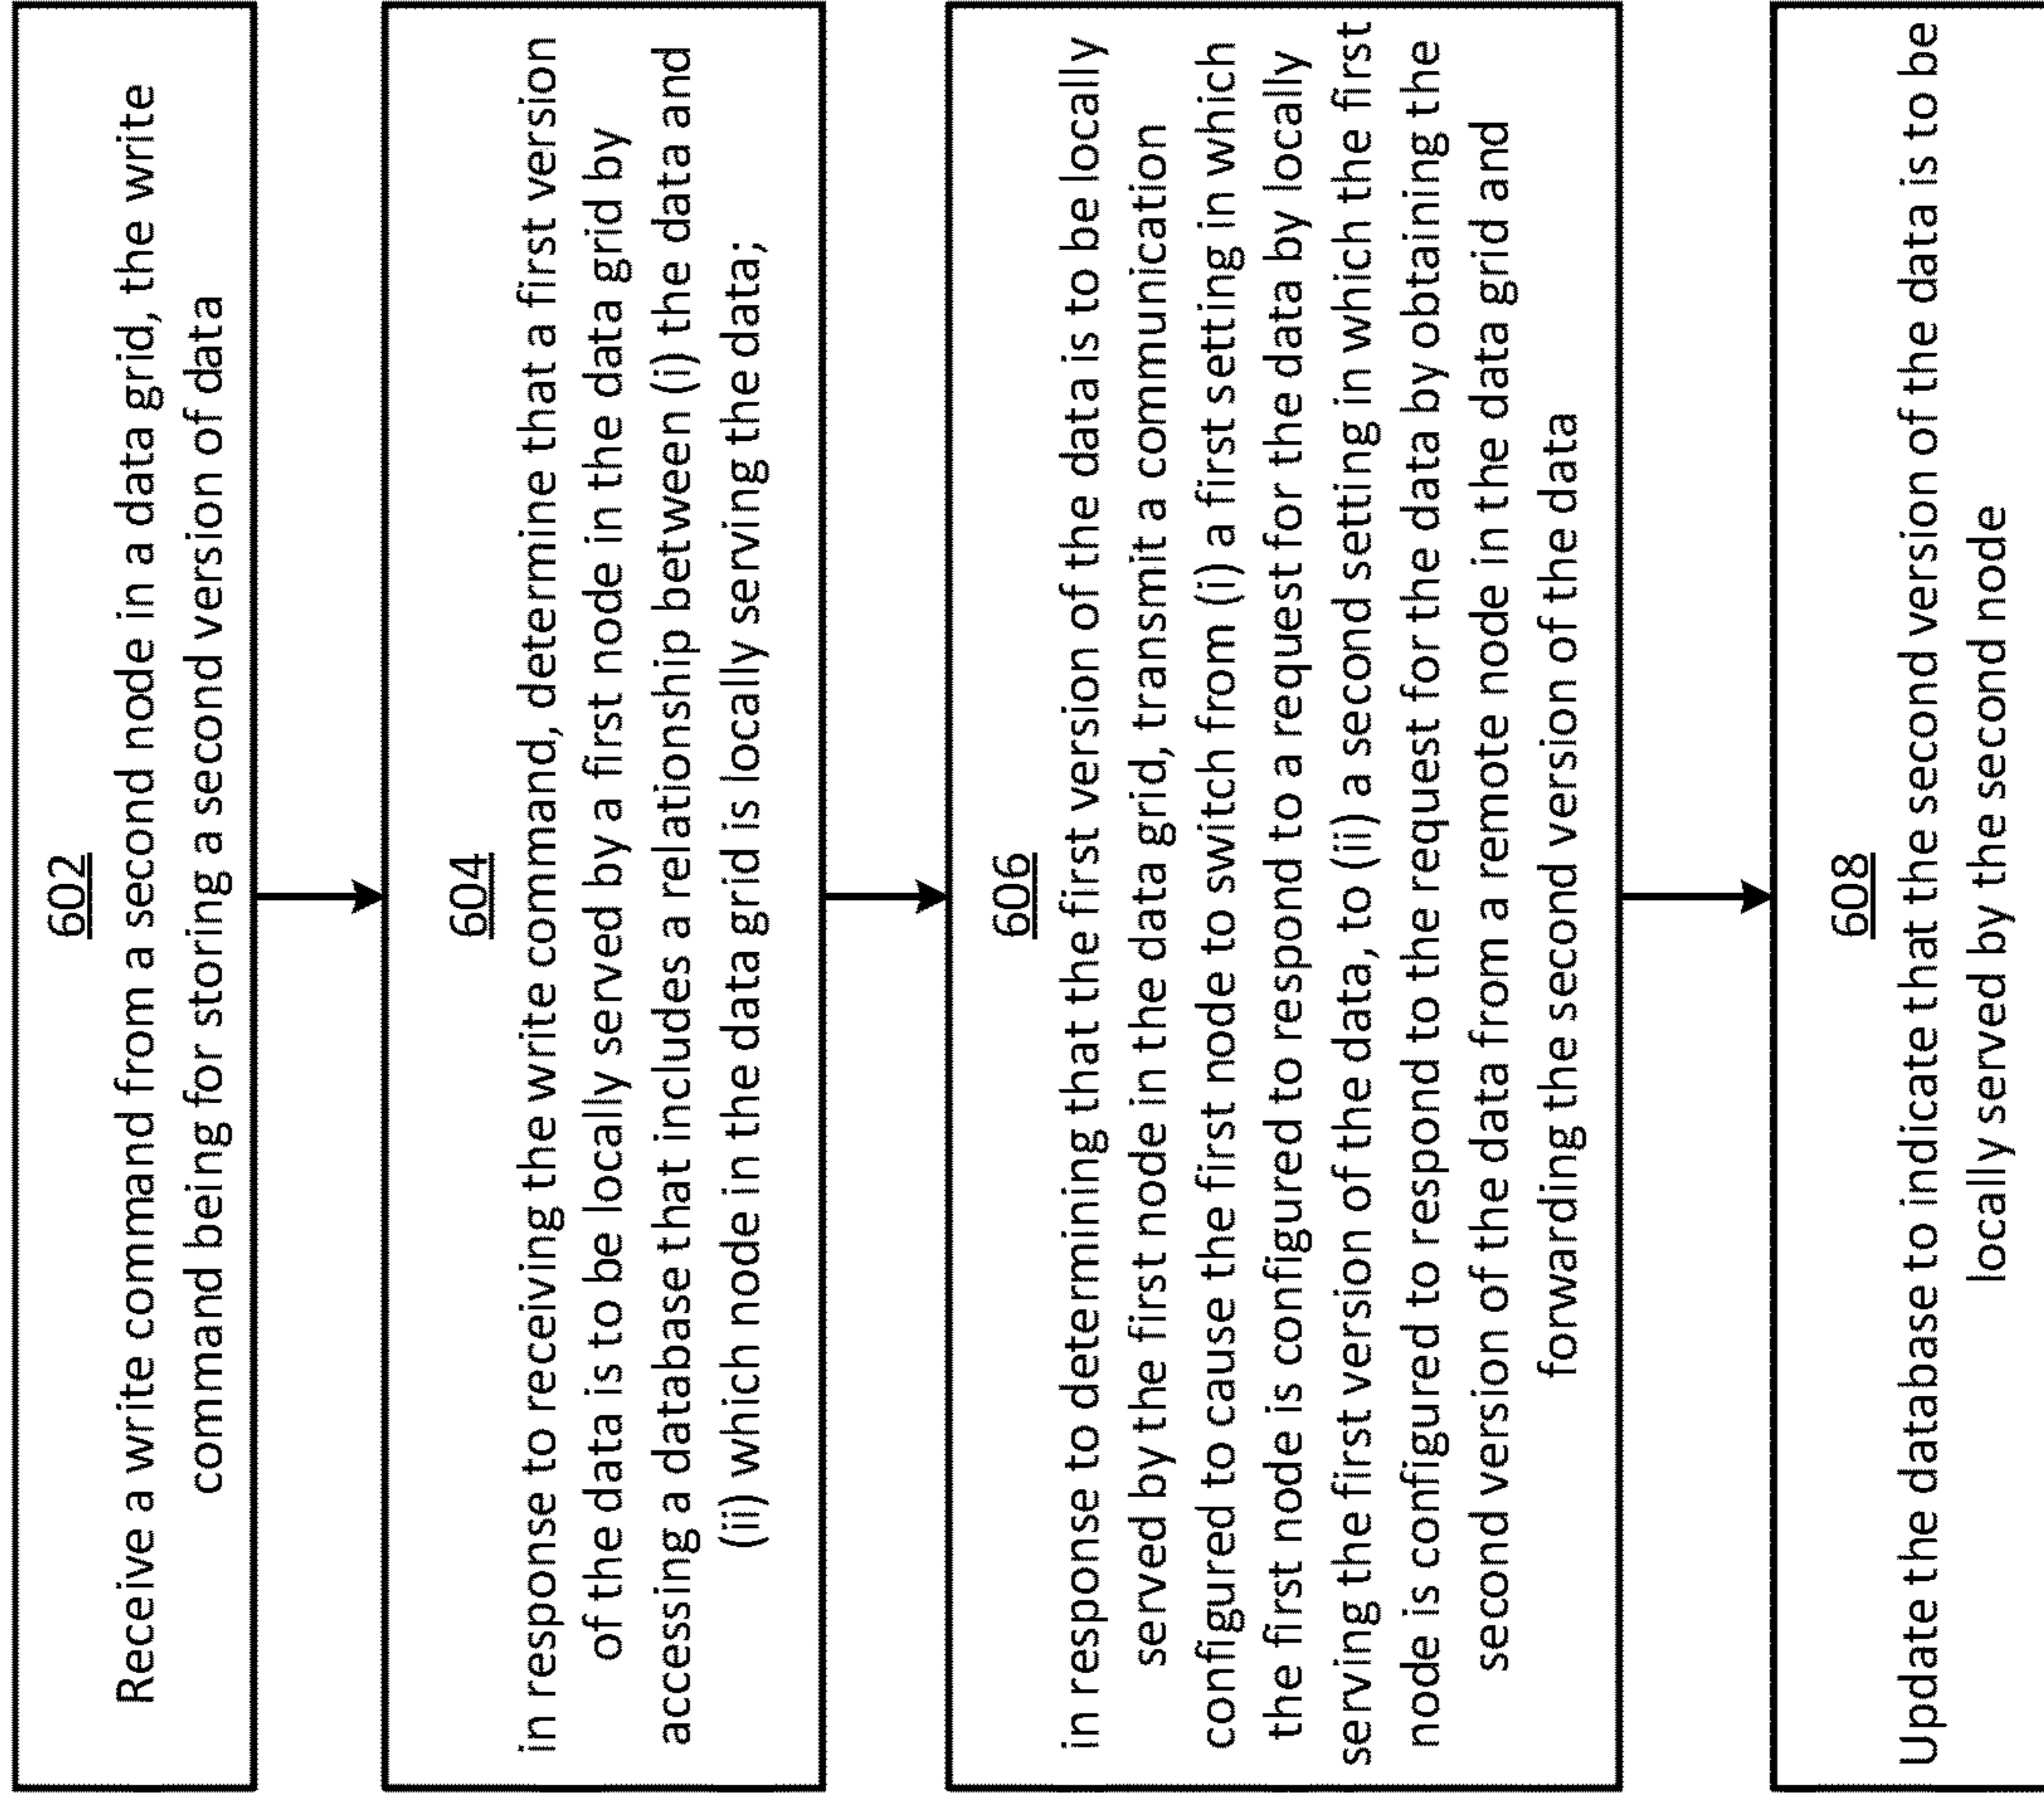 602
Receive a write command from a second node in a data grid, the write
command being for storing a second version of data
604
in response to receiving the write command, determine that a first version
of the data is to be locally served by a first node in the data grid by
accessing a database that includes a relationship between (i) the data and
(ii) which node in the data grid is locally serving the data;
606
in response to determining that the first version of the data is to be locally
served by the first node in the data grid, transmit a communication
configured to cause the first node to switch from (i) a first setting in which
the first node is configured to respond to a request for the data by locally
serving the first version of the data, to (ii) a second setting in which the first
node is configured to respond to the request for the data by obtaining the
second version of the data from a remote node in the data grid and
forwarding the second version of the data
608
Update the database to indicate that the second version of the data is to be
locally served by the second node